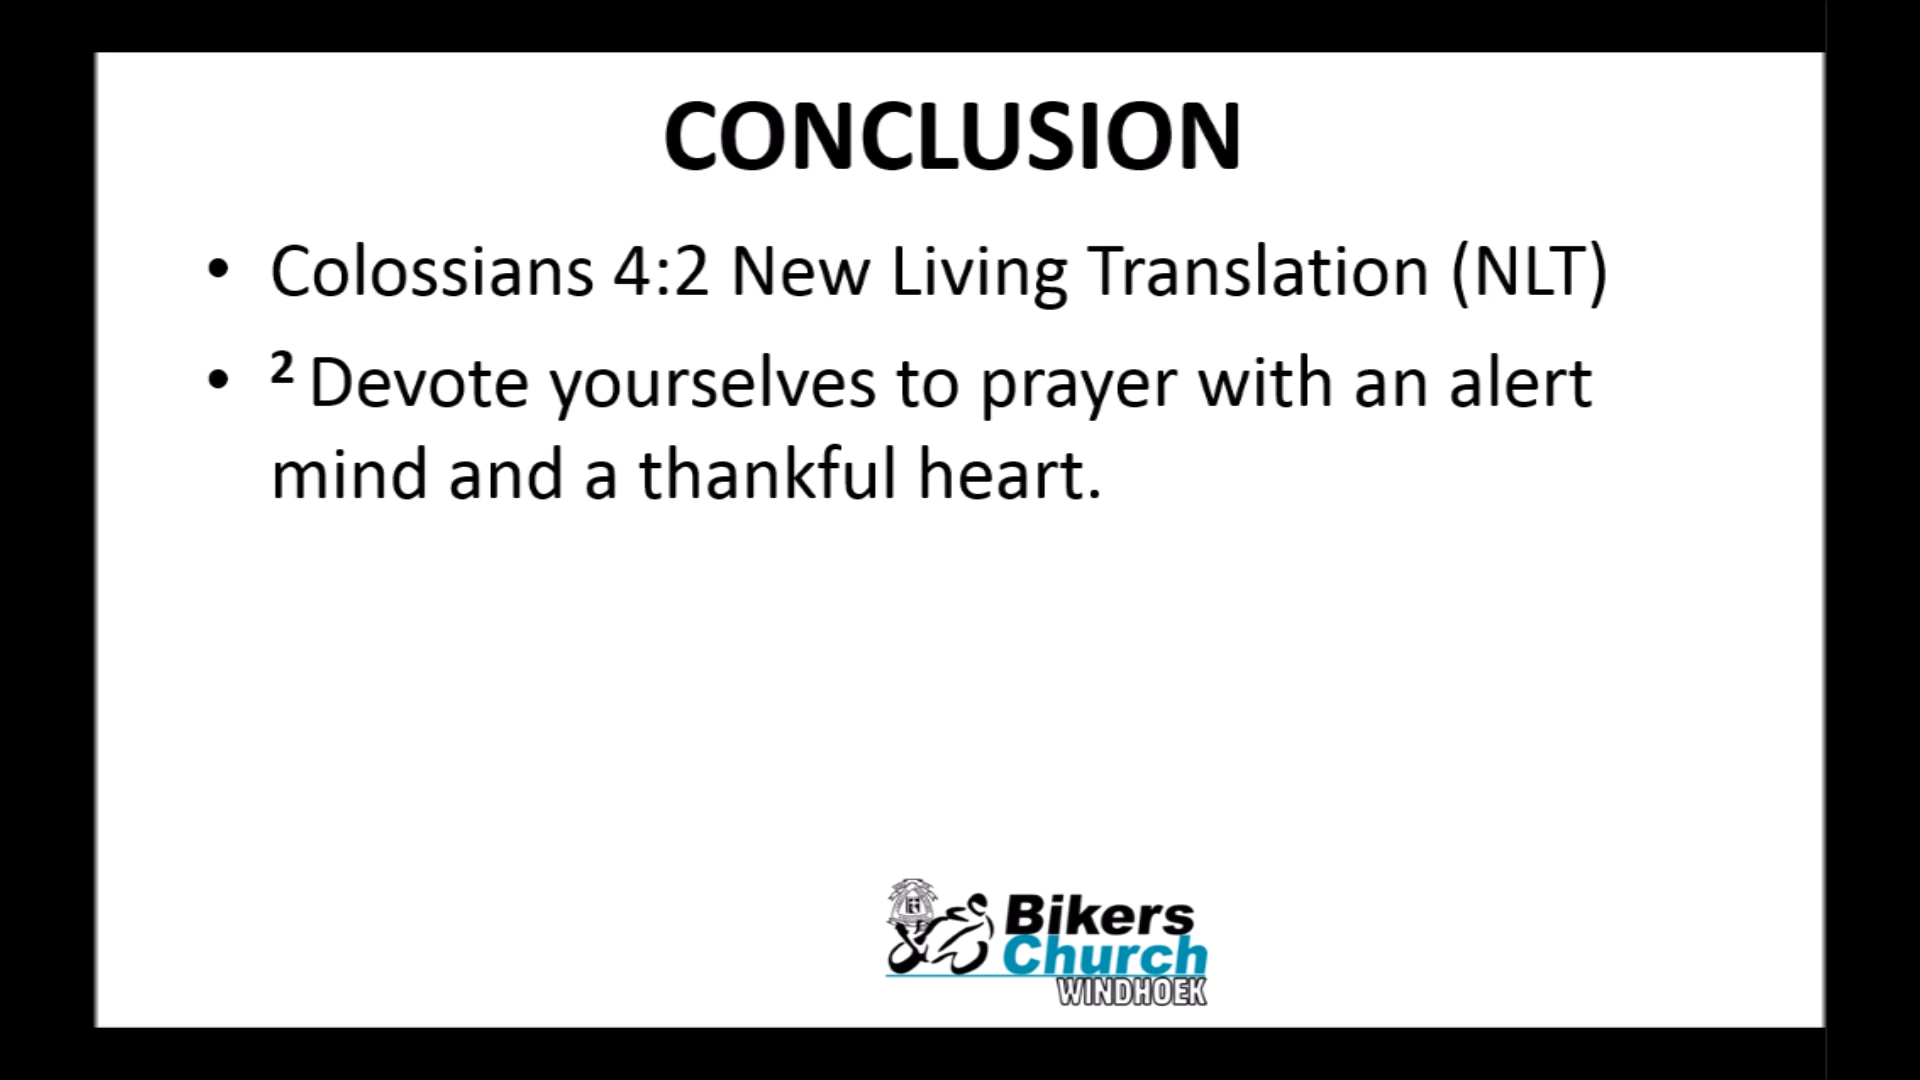 CONCLUSION
• Colossians 4:2 New Living Translation (NLT)
• ² Devote yourselves to prayer with an alert
mind and a thankful heart.
Bikers
Church
WINDHOEK